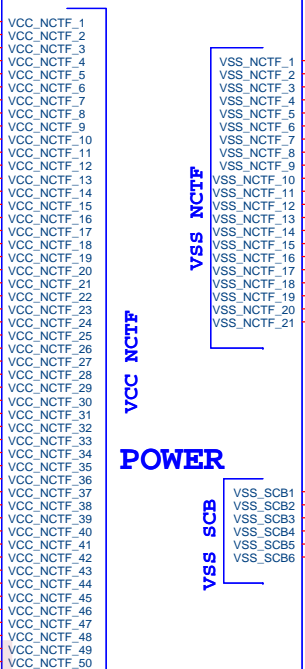 VCC_NCTF_1
VCC_NCTF_2
VCC_NCTF_3
VCC_NCTF_4
VCC_NCTF_5
VCC_NCTF_6
VCC_NCTF_7
VCC_NCTF_8
VCC_NCTF_9
VCC_NCTF_10
VCC_NCTF_11
VCC_NCTF_12
VCC_NCTF_13
VCC_NCTF_14
VCC_NCTF_15
VCC_NCTF_16
VCC_NCTF_17
VCC_NCTF_18
VCC_NCTF_19
VCC_NCTF_20
VCC_NCTF_21
VCC_NCTF_22
VCC_NCTF_23
VCC_NCTF_24
VCC_NCTF_25
VCC_NCTF_26
VCC_NCTF_27
VCC_NCTF_28
VCC_NCTF_29
VCC_NCTF_30
VCC_NCTF_31
VCC_NCTF_32
VCC_NCTF_33
VCC_NCTF_34
VCC_NCTF_35
VCC_NCTF_36
VCC_NCTF_37
VCC_NCTF_38
VCC_NCTF_39
VCC_NCTF_40
VCC_NCTF_41
VCC_NCTF_42
VCC_NCTF_43
VCC_NCTF_44
VCC_NCTF_45
VCC_NCTF_46
VCC_NCTF_47
VCC_NCTF_48
VCC_NCTF_49
VCC_NCTF_50
VCC NCTF
POWER
VSS NCTF
VSS_NCTF_1
VSS_NCTF_2
VSS_NCTF_3
VSS_NCTF_4
VSS_NCTF_5
VSS_NCTF_6
VSS_NCTF_7
VSS_NCTF_8
VSS_NCTF_9
VSS_NCTF_10
VSS_NCTF_11
VSS_NCTF_12
VSS_NCTF_13
VSS_NCTF_14
VSS_NCTF_15
VSS_NCTF_16
VSS_NCTF_17
VSS_NCTF_18
VSS_NCTF_19
VSS_NCTF_20
VSS_NCTF_21
VSS SCB
VSS_SCB1
VSS_SCB2
VSS_SCB3
VSS_SCB4
VSS_SCB5
VSS_SCB6